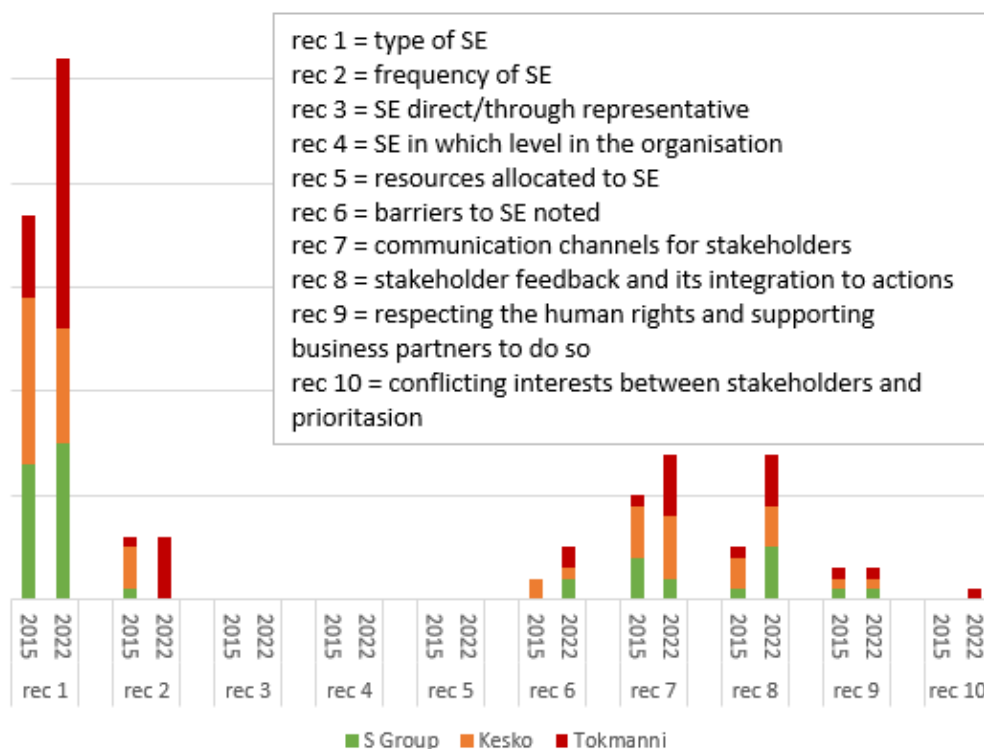 rec 1 = type of SE
rec 2 = frequency of SE
rec 3 = SE direct/through representative
rec 4 = SE in which level in the organisation
rec 5 = resources allocated to SE
rec 6 = barriers to SE noted
rec 7 = communication channels for stakeholders
rec 8 = stakeholder feedback and its integration to actions
rec 9 = respecting the human rights and supporting
business partners to do so
rec 10 = conflicting interests between stakeholders and
prioritasion
2015 2022 2015 2022 2015 2022 2015 2022 2015 2022 2015 2022 2015 2022 2015 2022 2015 2022 2015 2022
rec 1 rec 2 rec 3 rec 4 rec 5 rec 6 rec 7 rec 8 rec 9 rec 10
S Group Kesko Tokmanni